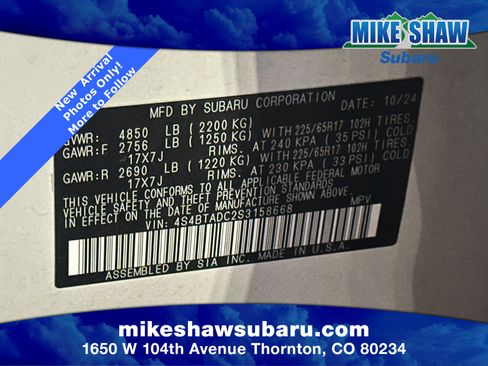 MIKE SHAW
Subaru
New Arrival
Photos Only!
More to Come!
MFD BY SUBARU CORPORATION DATE: 10/24
GVWR: 4850 LB (2200 KG)
GAWR:F 2756 LB (1250 KG) WITH 225/65R17 102H TIRES,
17X7J RIMS, AT 240 KPA (35 PSI) COLD
GAWR:R 2690 LB (1220 KG) WITH 225/65R17 102H TIRES,
17X7J RIMS, AT 230 KPA (33 PSI) COLD
THIS VEHICLE CONFORMS TO ALL APPLICABLE FEDERAL MOTOR
VEHICLE SAFETY AND THEFT PREVENTION STANDARDS
IN EFFECT ON THE DATE OF MANUFACTURE SHOWN ABOVE.
VIN: 4S4BTADC2S3158668 MPV
ASSEMBLED BY SIA INC. MADE IN U.S.A.
mikeshawsubaru.com
1650 W 104th Avenue Thornton, CO 80234